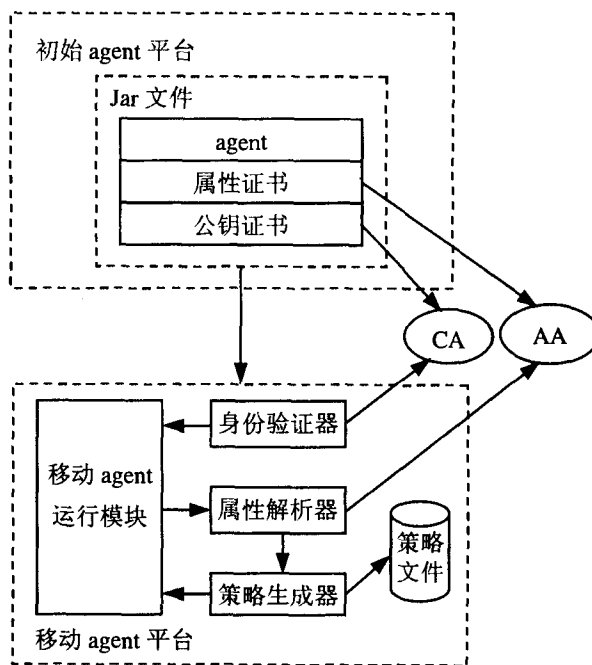 初始 agent 平台
Jar 文件
agent
属性证书
公钥证书
CA
AA
身份验证器
移动 agent
运行模块
属性解析器
策略
文件
策略生成器
移动 agent 平台